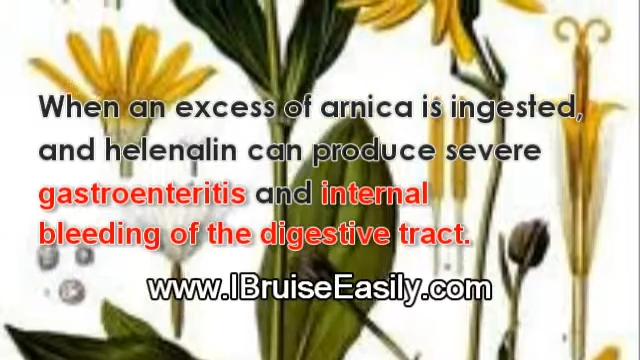 When an excess of arnica is ingested,
and helenalin can produce severe
gastroenteritis and internal
bleeding of the digestive tract.
www.IBruiseEasily.com